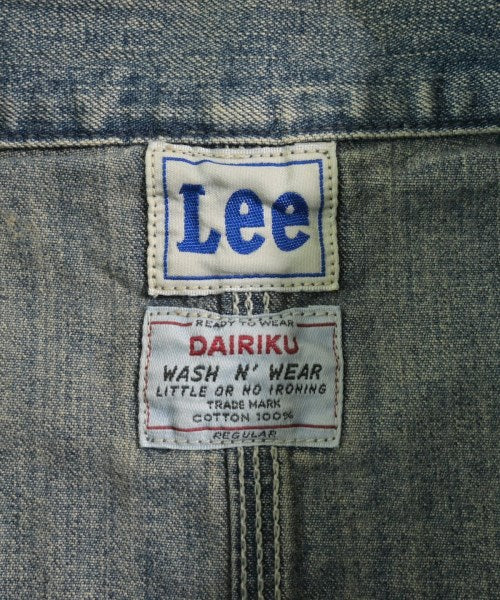 Lee
READY TO WEAR
DAIRIKU
WASH N' WEAR
LITTLE OR NO IRONING
TRADE MARK
COTTON 100%
REGULAR